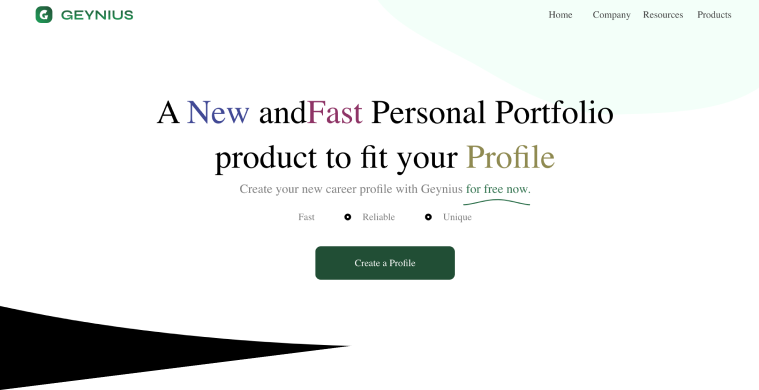 GEYNIUS
Home Company Resources Products
A New andFast Personal Portfolio
product to fit your Profile
Create your new career profile with Geynius for free now.
Fast Reliable Unique
Create a Profile